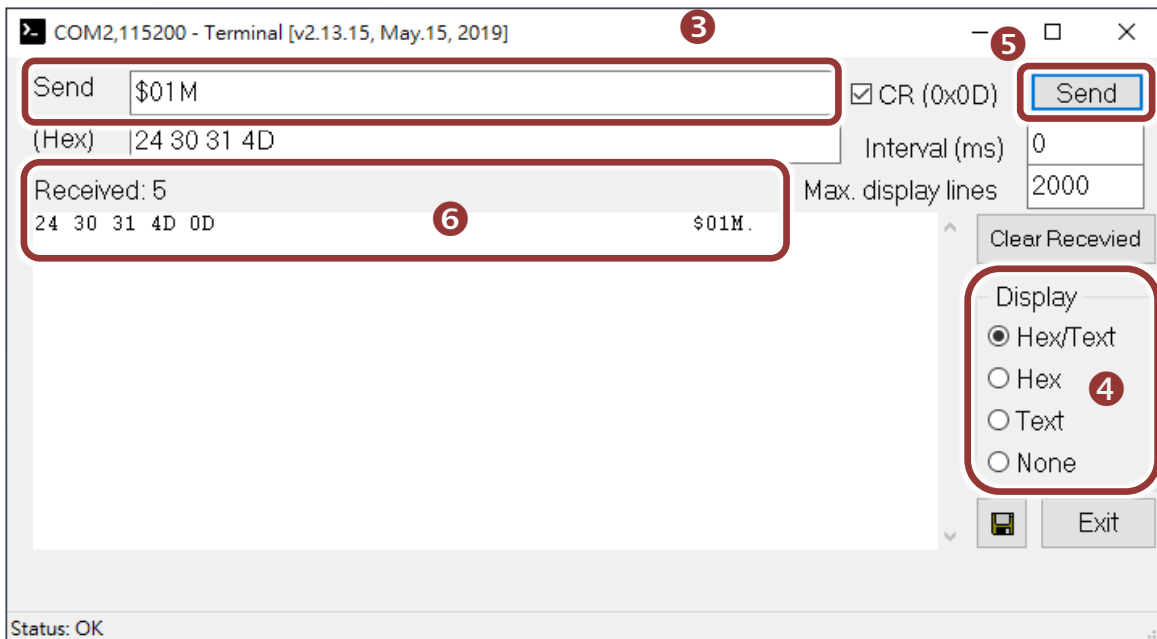 COM2,115200 - Terminal [v2.13.15, May.15, 2019]
3
5
Send $01M CR (0x0D) Send
(Hex) 24 30 31 4D Interval (ms) 0
Received: 5 Max. display lines 2000
24 30 31 4D 0D 6 $01M.
Clear Recevied
Display
Hex/Text
Hex
4
Text
None
Exit
Status: OK